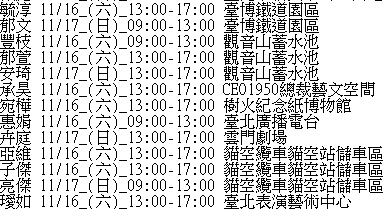 毓淳 11/16_(六)_13:00-17:00 臺博鐵道園區
郁文 11/17_(日)_09:00-13:00 臺博鐵道園區
豐枝 11/16_(六)_09:00-13:00 觀音山蓄水池
郁萱 11/16_(六)_13:00-17:00 觀音山蓄水池
安琦 11/17_(日)_13:00-17:00 觀音山蓄水池
承昊 11/16_(六)_13:00-17:00 CEO1950總裁藝文空間
宛樺 11/16_(六)_13:00-17:00 樹火紀念紙博物館
惠娟 11/16_(六)_09:00-13:00 臺北廣播電台
卉庭 11/17_(日)_13:00-17:00 雲門劇場
亞維 11/16_(六)_13:00-17:00 貓空纜車貓空站儲車區
子傑 11/16_(六)_13:00-17:00 貓空纜車貓空站儲車區
亮傑 11/17_(日)_09:00-13:00 貓空纜車貓空站儲車區
璦如 11/16_(六)_13:00-17:00 臺北表演藝術中心